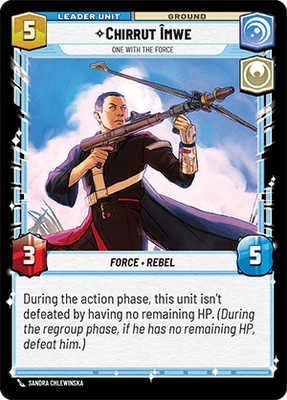 LEADER UNIT
GROUND
5
✧CHIRRUT ÎMWE
ONE WITH THE FORCE
3
FORCE • REBEL
5
During the action phase, this unit isn't
defeated by having no remaining HP. (During
the regroup phase, if he has no remaining HP,
defeat him.)
SANDRA CHLEWIŃSKA